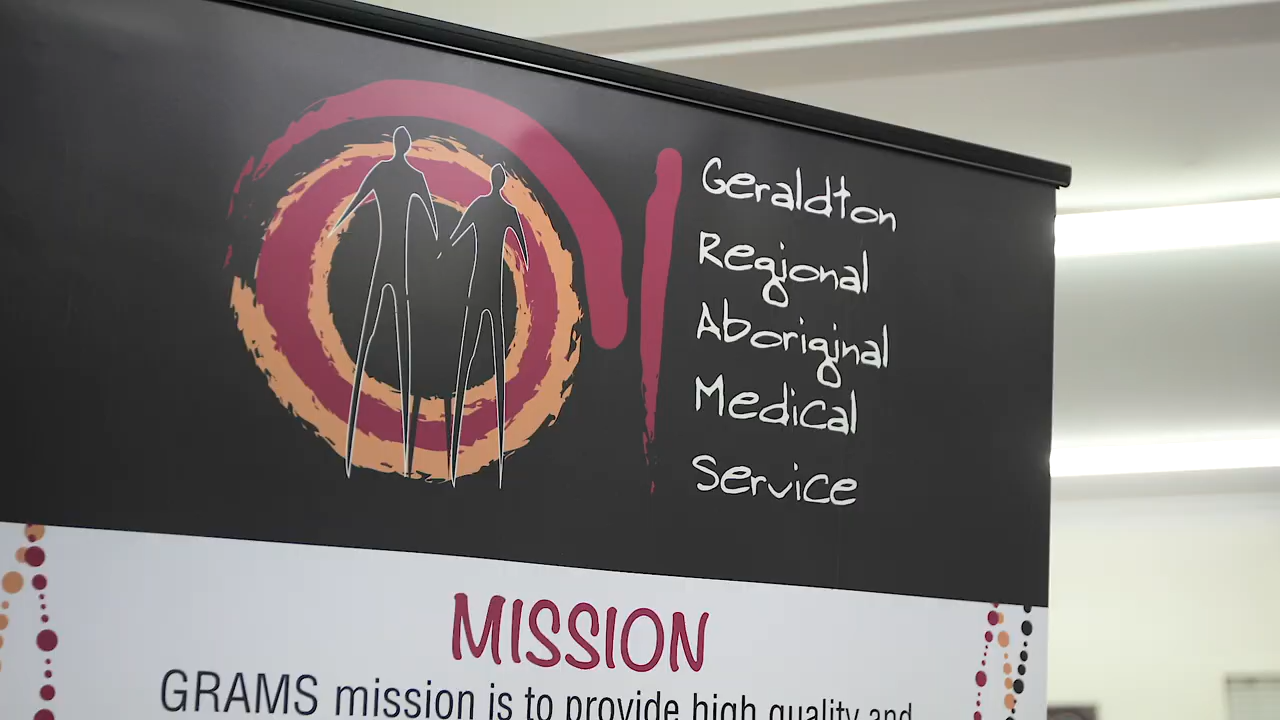 Geraldton
Regional
Aboriginal
Medical
Service
MISSION
GRAMS mission is to provide high quality and